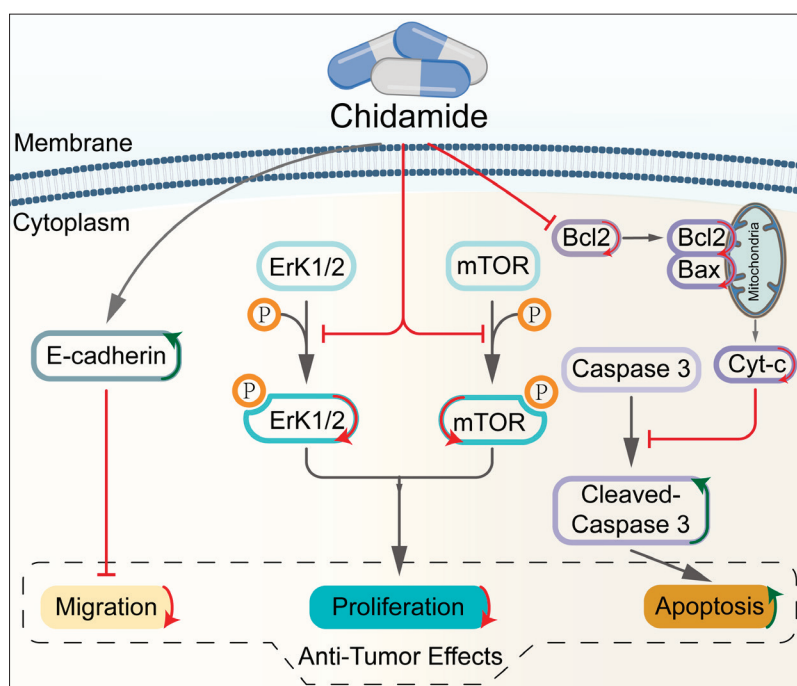 Chidamide
Membrane
Cytoplasm
Bcl2
Bcl2
Bax
Mitochondria
ErK1/2
mTOR
P
P
E-cadherin
Caspase 3
Cyt-c
P
ErK1/2
P
mTOR
Cleaved-
Caspase 3
Migration
Proliferation
Apoptosis
Anti-Tumor Effects